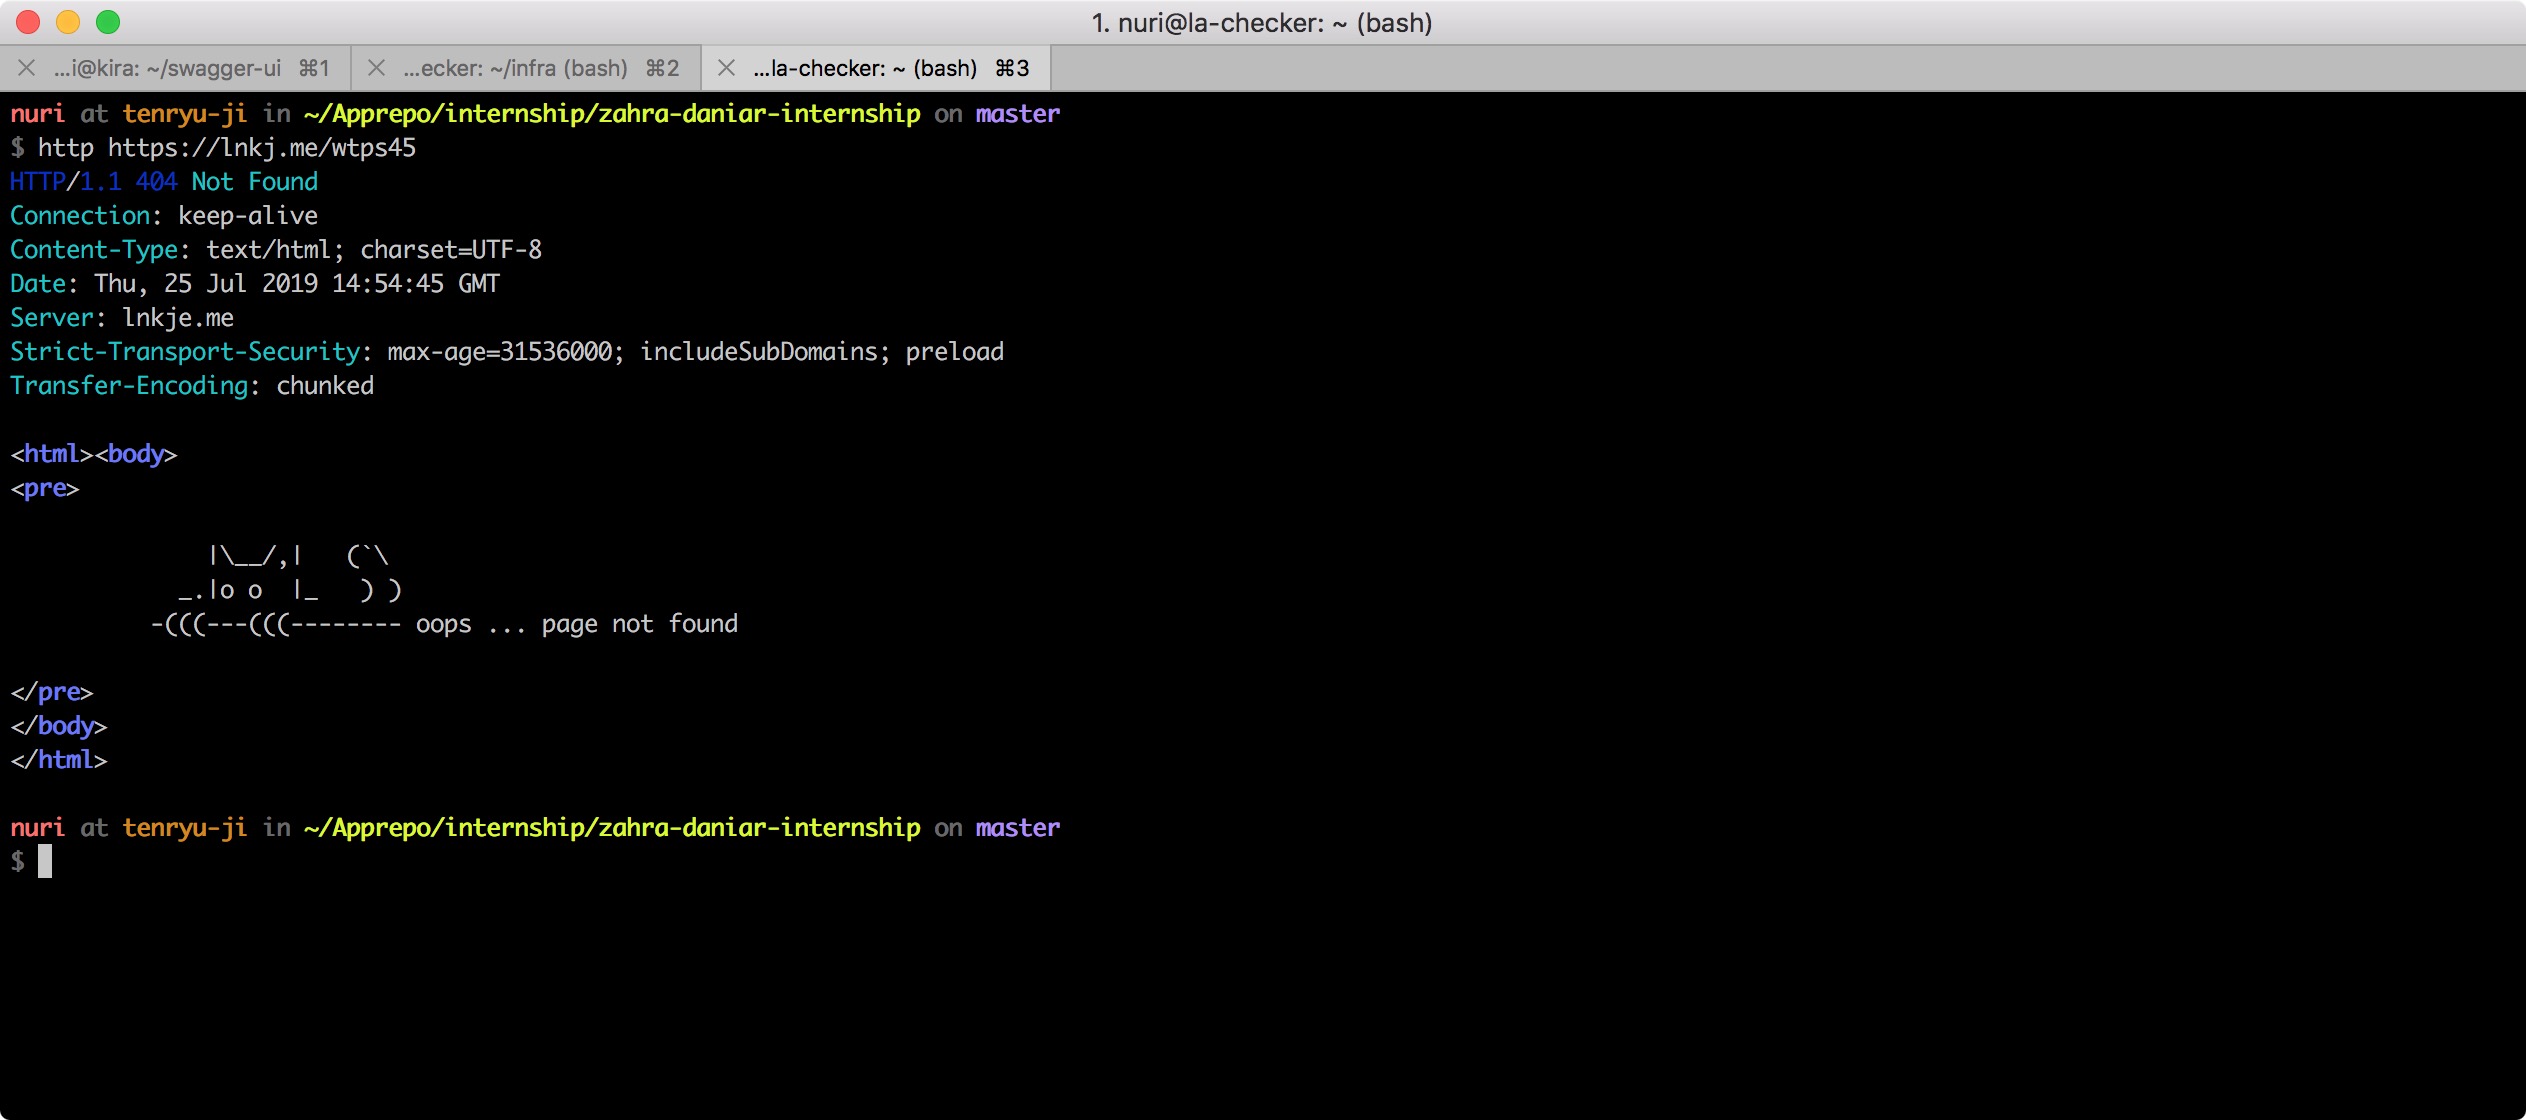 1. nuri@la-checker: ~ (bash)
...i@kira: ~/swagger-ui ⌘1 ...ecker: ~/infra (bash) ⌘2 ...la-checker: ~ (bash) ⌘3
nuri at tenryu-ji in ~/Apprepo/internship/zahra-daniar-internship on master
$ http https://lnkj.me/wtps45
HTTP/1.1 404 Not Found
Connection: keep-alive
Content-Type: text/html; charset=UTF-8
Date: Thu, 25 Jul 2019 14:54:45 GMT
Server: lnkje.me
Strict-Transport-Security: max-age=31536000; includeSubDomains; preload
Transfer-Encoding: chunked
<html><body>
<pre>
|\__/,|   (`\
_.|o o  |_   ) )
-(((---(((-------- oops ... page not found
</pre>
</body>
</html>
nuri at tenryu-ji in ~/Apprepo/internship/zahra-daniar-internship on master
$